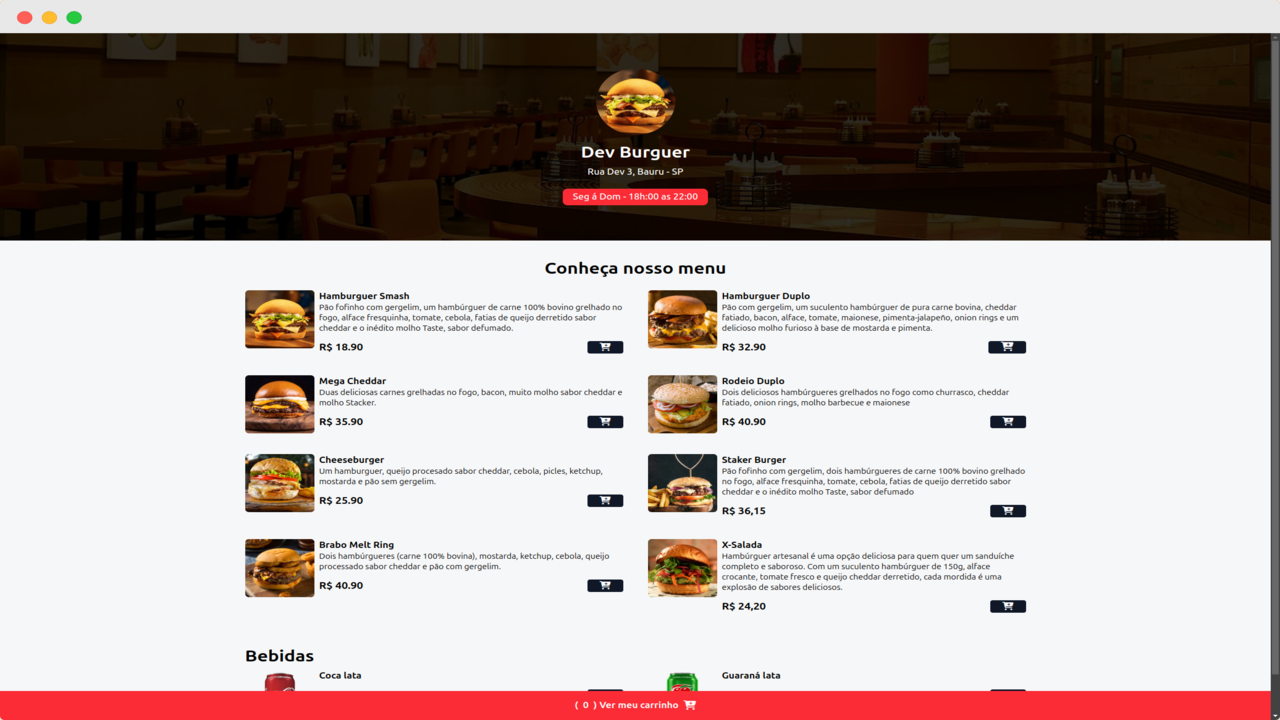 Dev Burguer
Rua Dev 3, Bauru - SP
Seg á Dom - 18h:00 as 22:00
Conheça nosso menu
Hamburguer Smash
Pão fofinho com gergelim, um hambúrguer de carne 100% bovino grelhado no
fogo, alface fresquinha, tomate, cebola, fatias de queijo derretido sabor
cheddar e o inédito molho Taste, sabor defumado.
R$ 18.90
Hamburguer Duplo
Pão com gergelim, um suculento hambúrguer de pura carne bovina, cheddar
fatiado, bacon, alface, tomate, maionese, pimenta-jalapeño, onion rings e um
delicioso molho furioso à base de mostarda e pimenta.
R$ 32.90
Mega Cheddar
Duas deliciosas carnes grelhadas no fogo, bacon, muito molho sabor cheddar e
molho Stacker.
R$ 35.90
Rodeio Duplo
Dois deliciosos hambúrgueres grelhados no fogo como churrasco, cheddar
fatiado, onion rings, molho barbecue e maionese
R$ 40.90
Cheeseburger
Um hamburguer, queijo procesado sabor cheddar, cebola, picles, ketchup,
mostarda e pão sem gergelim.
R$ 25.90
Staker Burger
Pão fofinho com gergelim, dois hambúrgueres de carne 100% bovino grelhado
no fogo, alface fresquinha, tomate, cebola, fatias de queijo derretido sabor
cheddar e o inédito molho Taste, sabor defumado
R$ 36,15
Brabo Melt Ring
Dois hambúrgueres (carne 100% bovina), mostarda, ketchup, cebola, queijo
processado sabor cheddar e pão com gergelim.
R$ 40.90
X-Salada
Hambúrguer artesanal é uma opção deliciosa para quem quer um sanduíche
completo e saboroso. Com um suculento hambúrguer de 150g, alface
crocante, tomate fresco e queijo cheddar derretido, cada mordida é uma
explosão de sabores deliciosos.
R$ 24,20
Bebidas
Coca lata
Guaraná lata
( 0 ) Ver meu carrinho